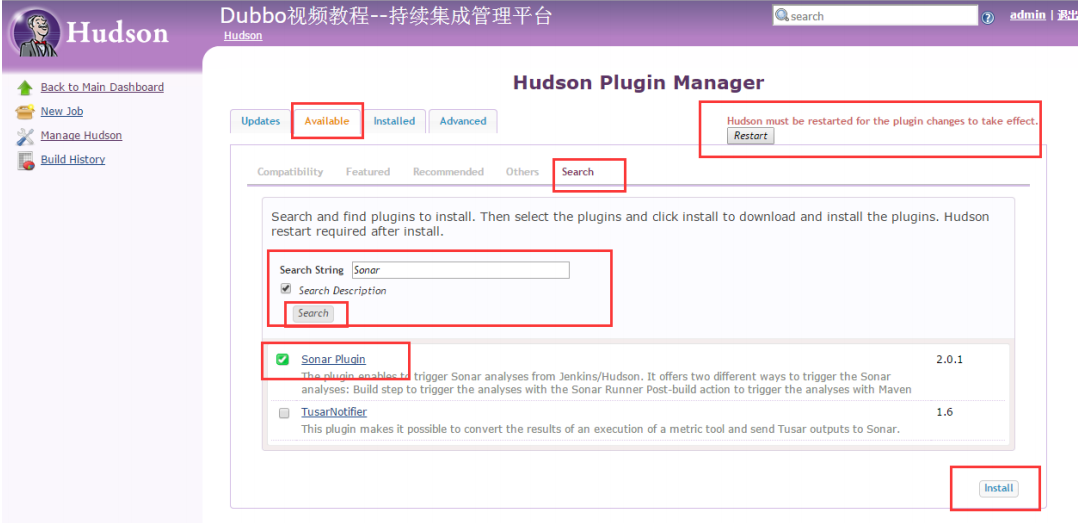 Hudson
Dubbo视频教程--持续集成管理平台
Hudson
search
admin | 退出
Back to Main Dashboard
New Job
Manage Hudson
Build History
Hudson Plugin Manager
Updates
Available
Installed
Advanced
Hudson must be restarted for the plugin changes to take effect.
Restart
Compatibility
Featured
Recommended
Others
Search
Search and find plugins to install. Then select the plugins and click install to download and install the plugins. Hudson
restart required after install.
Search String Sonar
Search Description
Search
Sonar Plugin
2.0.1
The plugin enables to trigger Sonar analyses from Jenkins/Hudson. It offers two different ways to trigger the Sonar
analyses: Build step to trigger the analyses with the Sonar Runner Post-build action to trigger the analyses with Maven
TusarNotifier
1.6
This plugin makes it possible to convert the results of an execution of a metric tool and send Tusar outputs to Sonar.
Install